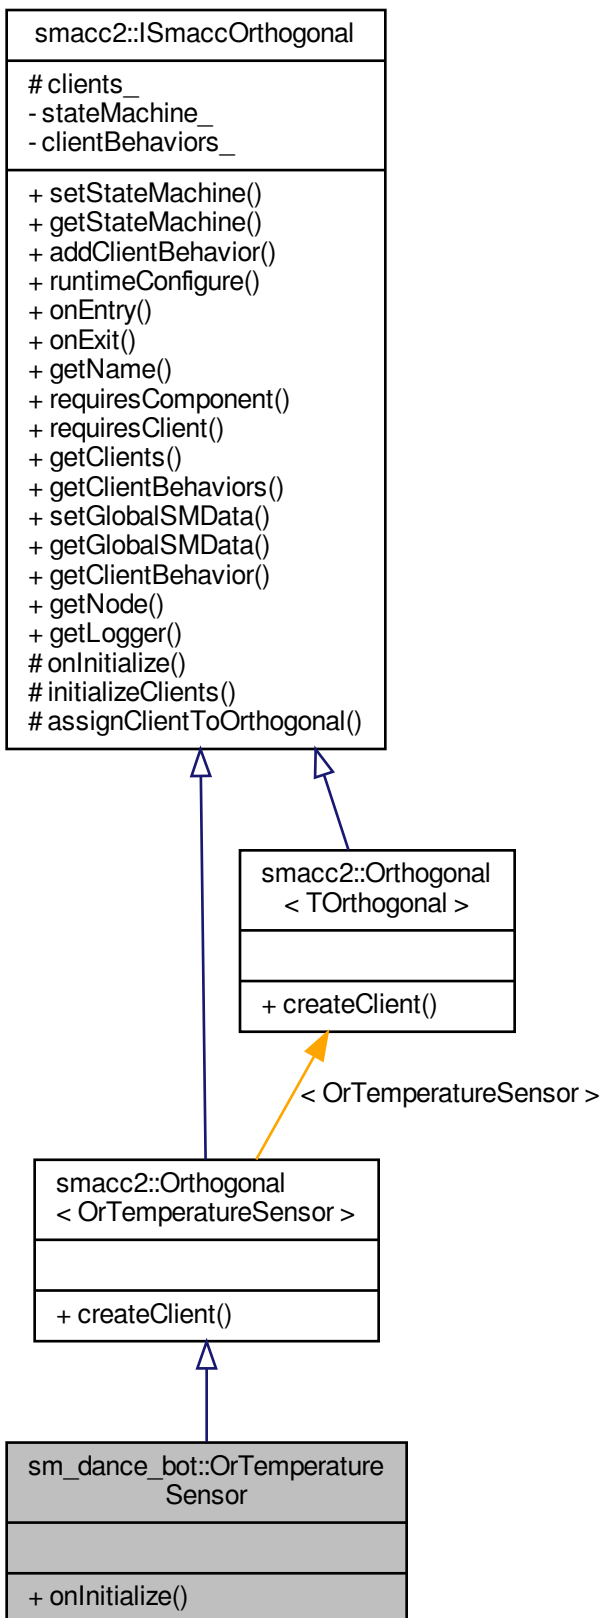 smacc2::ISmaccOrthogonal
# clients_
- stateMachine_
- clientBehaviors_
+ setStateMachine()
+ getStateMachine()
+ addClientBehavior()
+ runtimeConfigure()
+ onEntry()
+ onExit()
+ getName()
+ requiresComponent()
+ requiresClient()
+ getClients()
+ getClientBehaviors()
+ setGlobalSMData()
+ getGlobalSMData()
+ getClientBehavior()
+ getNode()
+ getLogger()
# onInitialize()
# initializeClients()
# assignClientToOrthogonal()
smacc2::Orthogonal
< TOrthogonal >
+ createClient()
< OrTemperatureSensor >
smacc2::Orthogonal
< OrTemperatureSensor >
+ createClient()
sm_dance_bot::OrTemperature
Sensor
+ onInitialize()